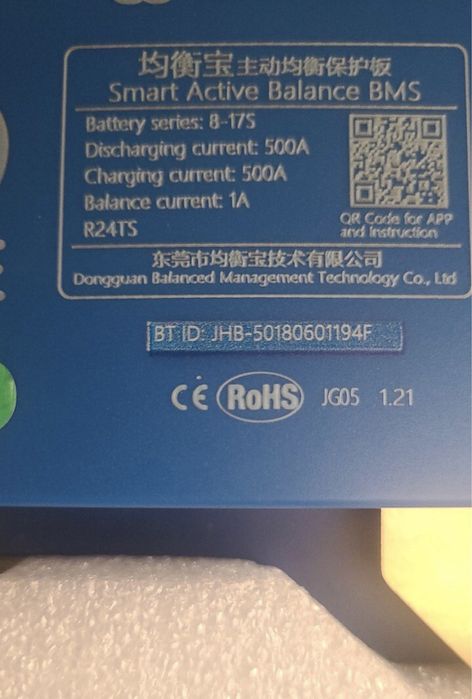 均衡宝主动均衡保护板
Smart Active Balance BMS
Battery series: 8-17S
Discharging current: 500A
Charging current: 500A
Balance current: 1A
R24TS
QR Code for APP
and Instruction
东莞市均衡宝技术有限公司
Dongguan Balanced Management Technology Co., Ltd
BT ID: JHB-50180601194F
CE RoHS JG05 1.21